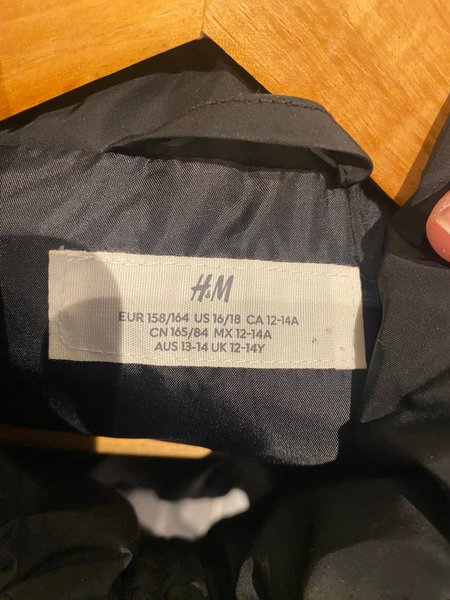 H&M
EUR 158/164 US 16/18 CA 12-14A
CN 165/84 MX 12-14A
AUS 13-14 UK 12-14Y